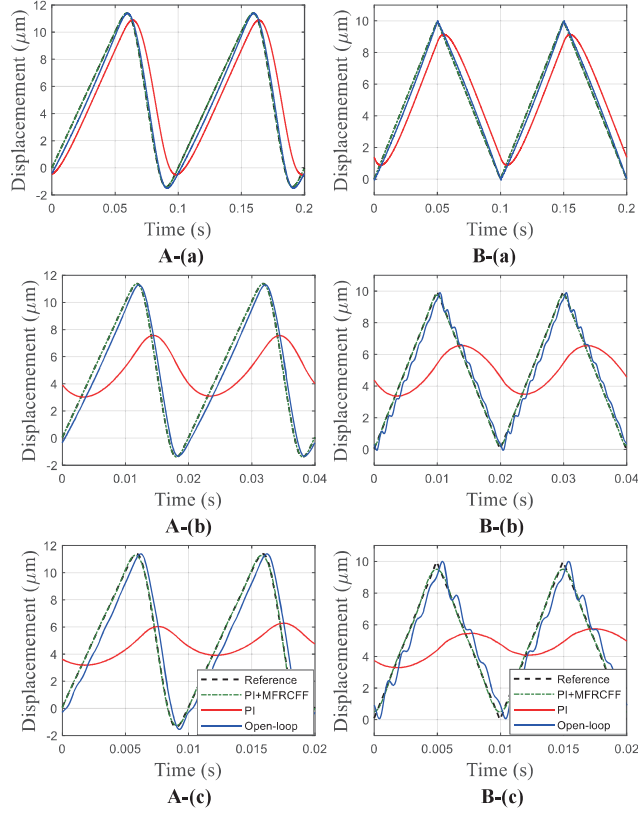 Displacemement (μm)
12
10
8
6
4
2
0
-2
0 0.05 0.1 0.15 0.2
Time (s)
A-(a)
Displacemement (μm)
10
8
6
4
2
0
0 0.05 0.1 0.15 0.2
Time (s)
B-(a)
Displacemement (μm)
12
10
8
6
4
2
0
-2
0 0.01 0.02 0.03 0.04
Time (s)
A-(b)
Displacemement (μm)
10
8
6
4
2
0
0 0.01 0.02 0.03 0.04
Time (s)
B-(b)
Displacemement (μm)
12
10
8
6
4
2
0
-2
0 0.005 0.01 0.015 0.02
Reference
PI+MFRCFF
PI
Open-loop
Time (s)
A-(c)
Displacemement (μm)
10
8
6
4
2
0
0 0.005 0.01 0.015 0.02
Reference
PI+MFRCFF
PI
Open-loop
Time (s)
B-(c)